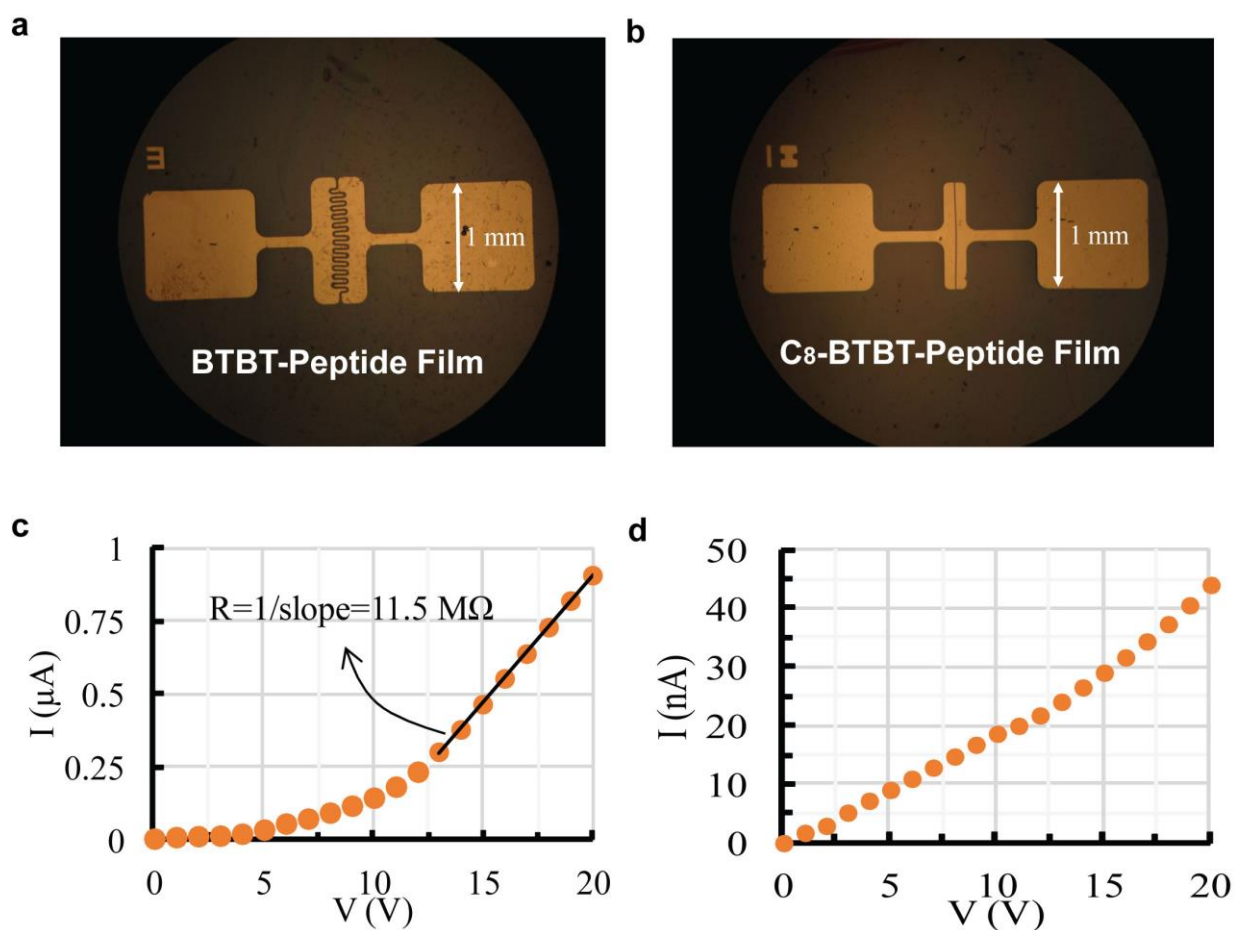 a
b
E
1 mm
BTBT-Peptide Film
I
1 mm
C8-BTBT-Peptide Film
c
1
0.75
0.5
0.25
0
I (μA)
R=1/slope=11.5 MΩ
0 5 10 15 20
V (V)
d
50
40
30
20
10
0
I (nA)
0 5 10 15 20
V (V)